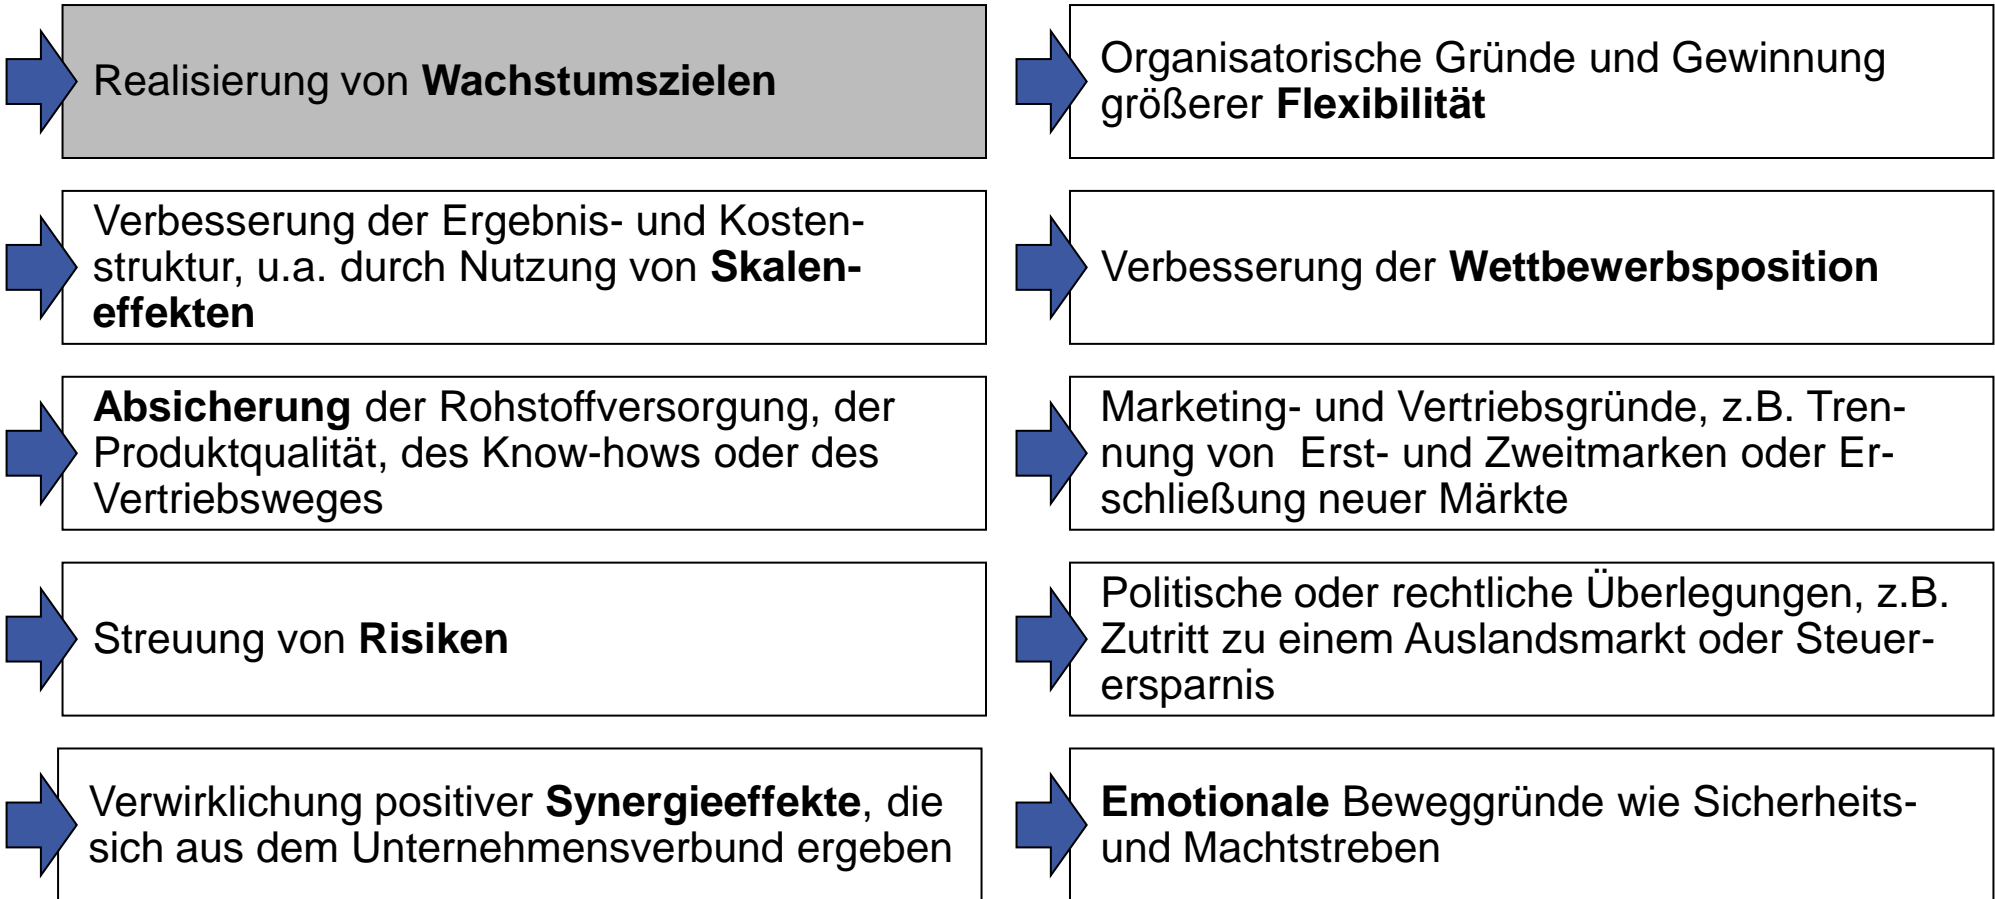 Realisierung von Wachstumszielen
Verbesserung der Ergebnis- und Kosten-
struktur, u.a. durch Nutzung von Skalen-
effekten
Absicherung der Rohstoffversorgung, der
Produktqualität, des Know-hows oder des
Vertriebsweges
Streuung von Risiken
Verwirklichung positiver Synergieeffekte, die
sich aus dem Unternehmensverbund ergeben
Organisatorische Gründe und Gewinnung
größerer Flexibilität
Verbesserung der Wettbewerbsposition
Marketing- und Vertriebsgründe, z.B. Tren-
nung von  Erst- und Zweitmarken oder Er-
schließung neuer Märkte
Politische oder rechtliche Überlegungen, z.B.
Zutritt zu einem Auslandsmarkt oder Steuer-
ersparnis
Emotionale Beweggründe wie Sicherheits-
und Machtstreben